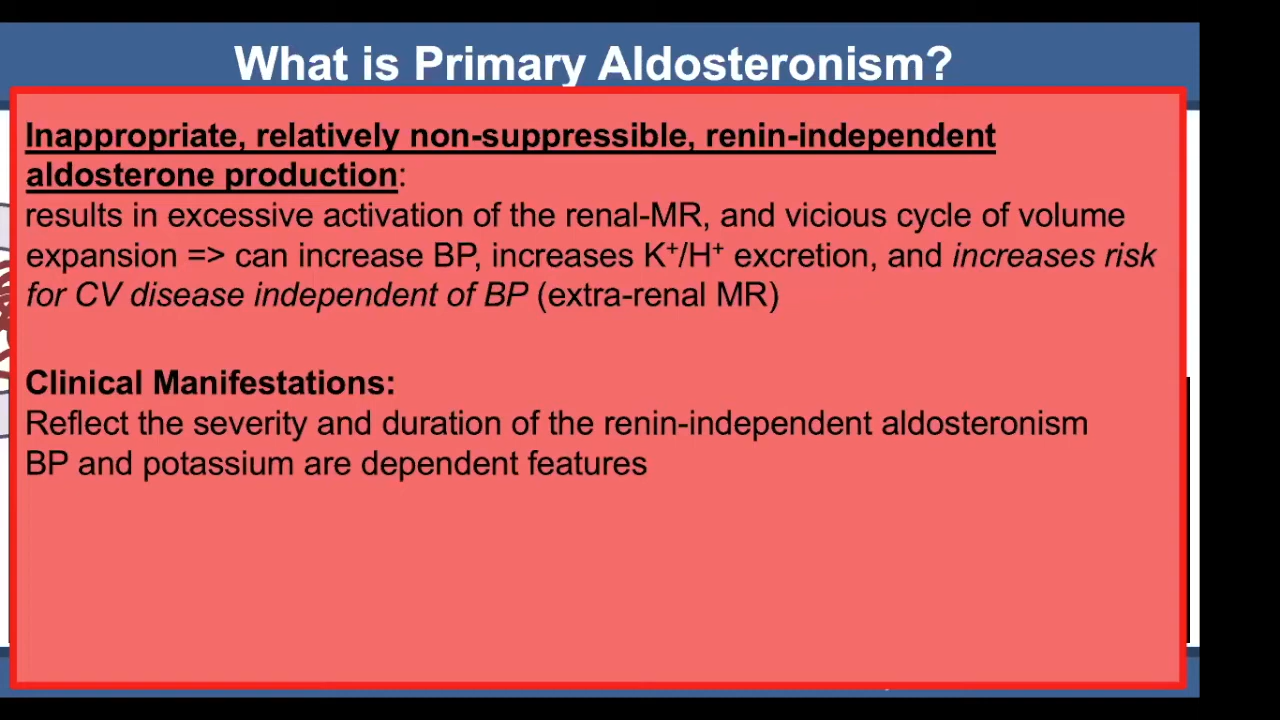 What is Primary Aldosteronism?
Inappropriate, relatively non-suppressible, renin-independent
aldosterone production:
results in excessive activation of the renal-MR, and vicious cycle of volume
expansion => can increase BP, increases K⁺/H⁺ excretion, and increases risk
for CV disease independent of BP (extra-renal MR)
Clinical Manifestations:
Reflect the severity and duration of the renin-independent aldosteronism
BP and potassium are dependent features